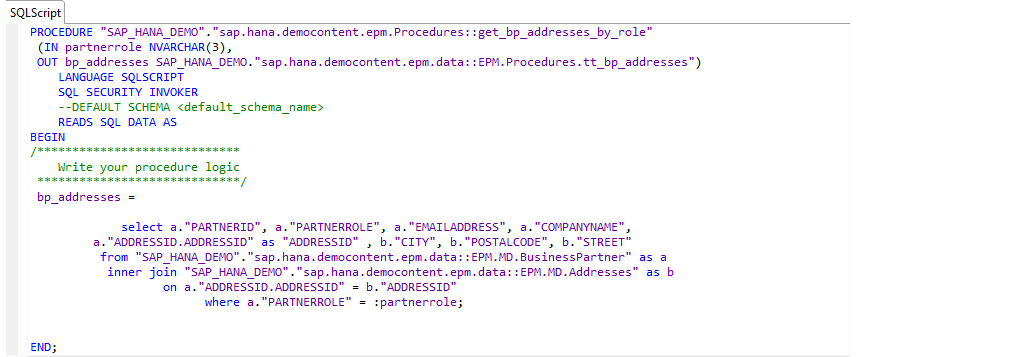 SQLScript
PROCEDURE "SAP_HANA_DEMO"."sap.hana.democontent.epm.Procedures::get_bp_addresses_by_role"
(IN partnerrole NVARCHAR(3),
OUT bp_addresses SAP_HANA_DEMO."sap.hana.democontent.epm.data::EPM.Procedures.tt_bp_addresses")
LANGUAGE SQLSCRIPT
SQL SECURITY INVOKER
--DEFAULT SCHEMA <default_schema_name>
READS SQL DATA AS
BEGIN
/*****************************
Write your procedure logic
*****************************/
bp_addresses =
select a."PARTNERID", a."PARTNERROLE", a."EMAILADDRESS", a."COMPANYNAME",
a."ADDRESSID.ADDRESSID" as "ADDRESSID" , b."CITY", b."POSTALCODE", b."STREET"
from "SAP_HANA_DEMO"."sap.hana.democontent.epm.data::EPM.MD.BusinessPartner" as a
inner join "SAP_HANA_DEMO"."sap.hana.democontent.epm.data::EPM.MD.Addresses" as b
on a."ADDRESSID.ADDRESSID" = b."ADDRESSID"
where a."PARTNERROLE" = :partnerrole;
END;